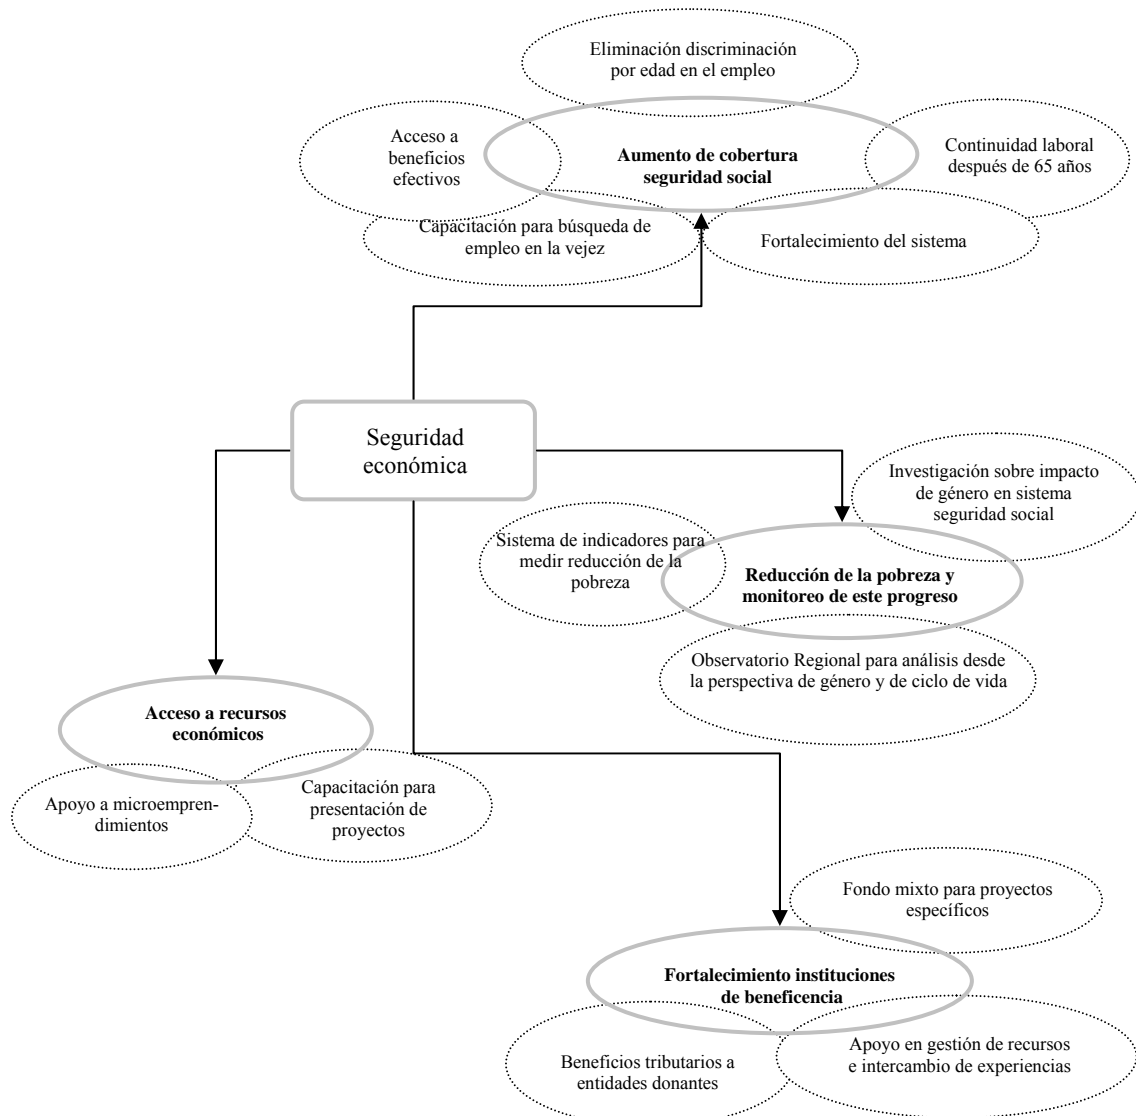 Eliminación discriminación
por edad en el empleo
Acceso a
beneficios
efectivos
Aumento de cobertura
seguridad social
Continuidad laboral
después de 65 años
Capacitación para búsqueda de
empleo en la vejez
Fortalecimiento del sistema
Seguridad
económica
Investigación sobre impacto
de género en sistema
seguridad social
Sistema de indicadores para
medir reducción de la
pobreza
Reducción de la pobreza y
monitoreo de este progreso
Observatorio Regional para análisis desde
la perspectiva de género y de ciclo de vida
Acceso a recursos
económicos
Apoyo a microempren-
dimientos
Capacitación para
presentación de
proyectos
Fondo mixto para proyectos
específicos
Fortalecimiento instituciones
de beneficencia
Beneficios tributarios a
entidades donantes
Apoyo en gestión de recursos
e intercambio de experiencias